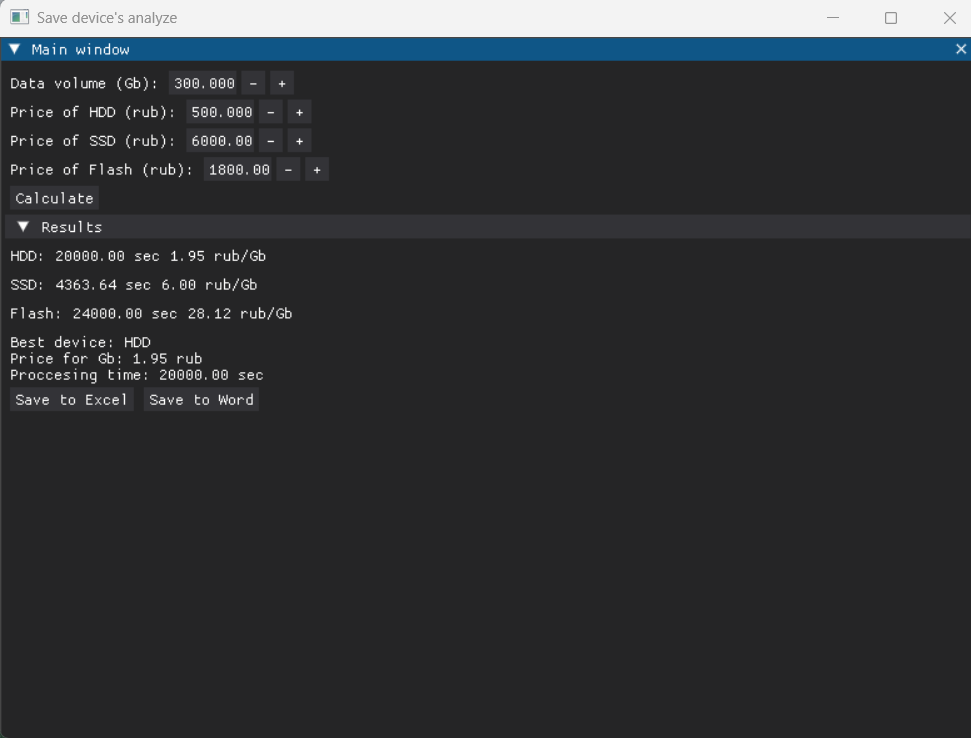 Save device's analyze
Main window
Data volume (Gb): 300.000 - +
Price of HDD (rub): 500.000 - +
Price of SSD (rub): 6000.00 - +
Price of Flash (rub): 1800.00 - +
Calculate
Results
HDD: 20000.00 sec 1.95 rub/Gb
SSD: 4363.64 sec 6.00 rub/Gb
Flash: 24000.00 sec 28.12 rub/Gb
Best device: HDD
Price for Gb: 1.95 rub
Proccesing time: 20000.00 sec
Save to Excel Save to Word